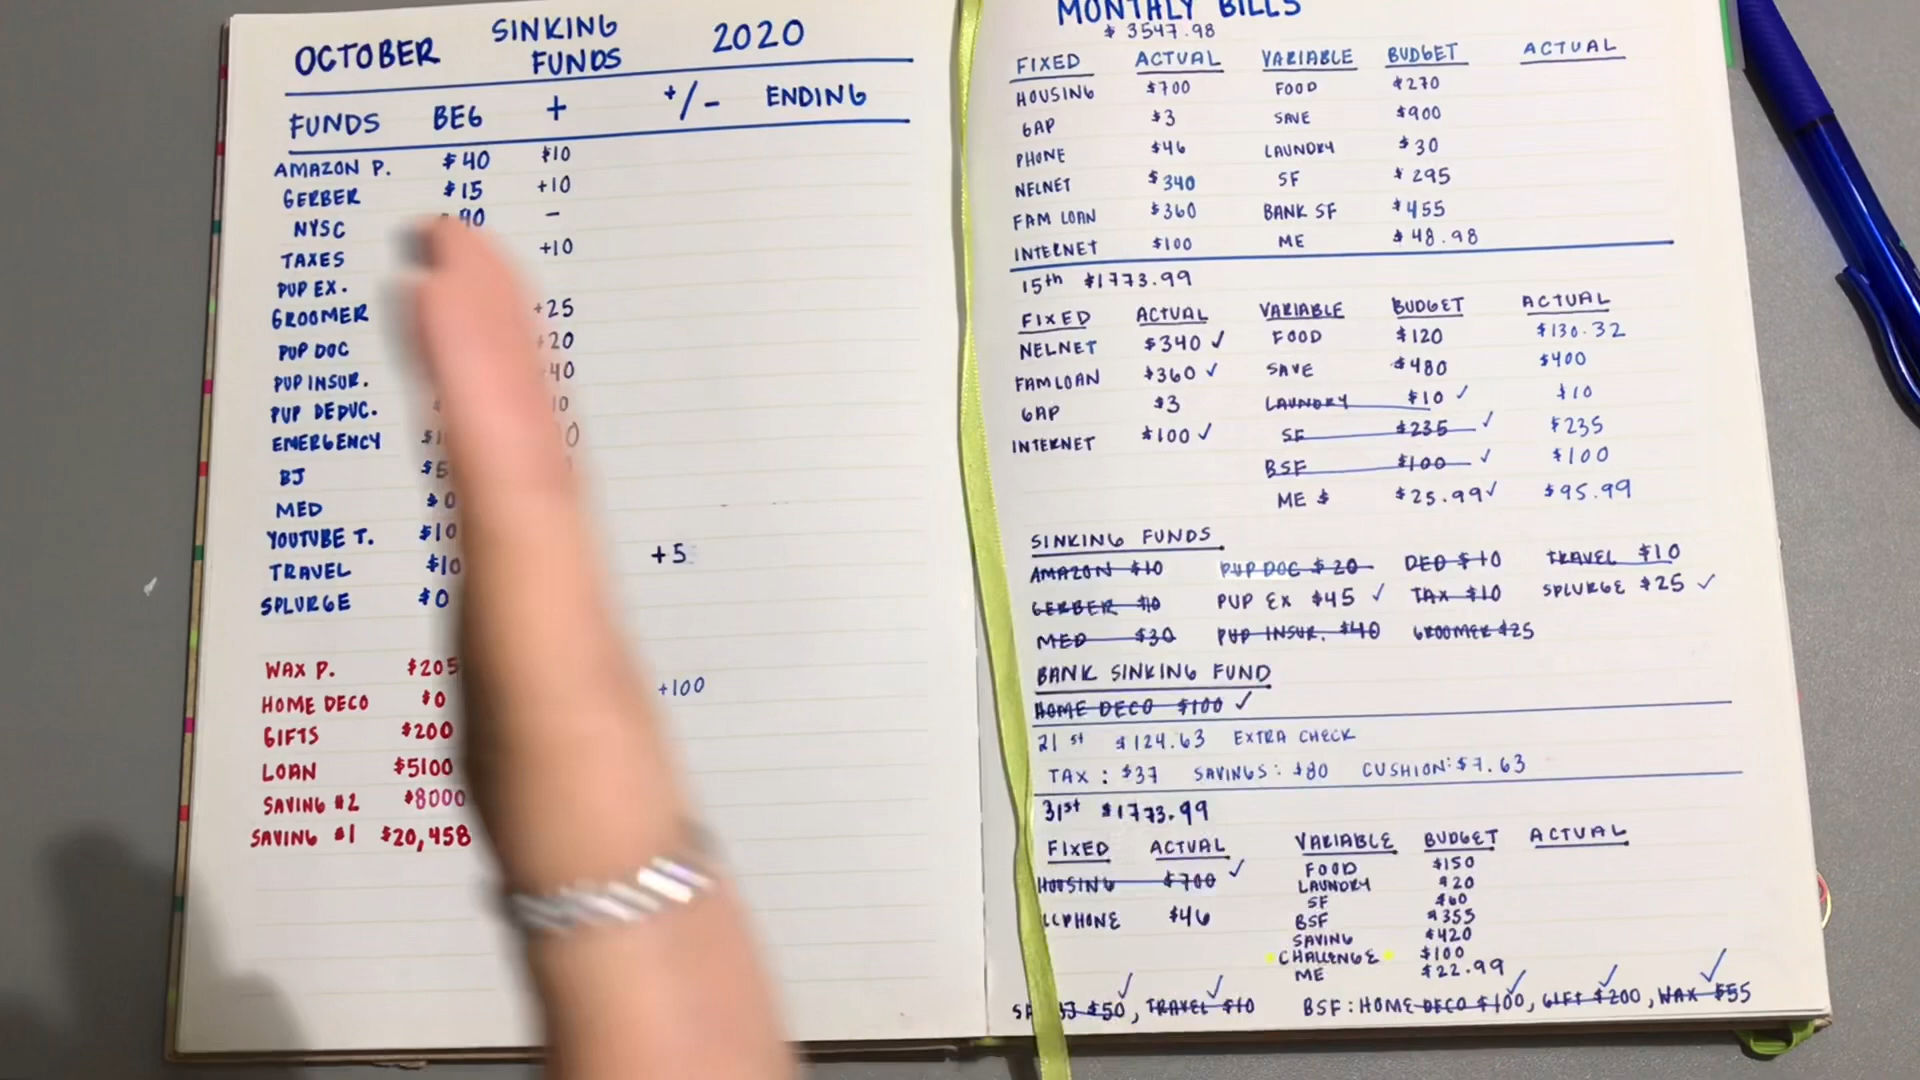 OCTOBER SINKING FUNDS 2020
FUNDS BEG + +/- ENDING
AMAZON P. $40 $10
GERBER $15 +10
NYSC 90 -
TAXES +10
PUP EX.
GROOMER +25
PUP DOC +20
PUP INSUR. 40
PUP DEDUC. 10
EMERGENCY
BJ
MED $0
YOUTUBE T. $10
TRAVEL $10 +5
SPLURGE $0
WAX P. $205
HOME DECO $0 +100
GIFTS $200
LOAN $5100
SAVING #2 $8000
SAVING #1 $20,458
MONTHLY BILLS
$3547.98
FIXED ACTUAL VARIABLE BUDGET ACTUAL
HOUSING $700 FOOD $270
GAP $3 SAVE $900
PHONE $46 LAUNDRY $30
NELNET $340 SF $295
FAM LOAN $360 BANK SF $455
INTERNET $100 ME $48.98
15th $1773.99
FIXED ACTUAL VARIABLE BUDGET ACTUAL
NELNET $340 ✓ FOOD $120 $130.32
FAM LOAN $360 ✓ SAVE $480 $400
GAP $3 LAUNDRY $10 ✓ $10
INTERNET $100 ✓ SF $235 ✓ $235
BSF $100 ✓ $100
ME $ $25.99 ✓ $95.99
SINKING FUNDS
AMAZON $10 PUP DOC $20 DED $10 TRAVEL $10
GERBER $10 PUP EX $45 ✓ TAX $10 SPLURGE $25 ✓
MED $30 PUP INSUR. $40 GROOMER $25
BANK SINKING FUND
HOME DECO $100 ✓
21st $124.63 EXTRA CHECK
TAX: $37 SAVINGS: $80 CUSHION: $7.63
31st $1773.99
FIXED ACTUAL VARIABLE BUDGET ACTUAL
HOUSING $700 ✓ FOOD $150
LAUNDRY $20
SF $60
LLPHONE $46 BSF $355
SAVING $420
CHALLENGE $100
ME $22.99
BJ $50 ✓, TRAVEL $10 ✓ BSF: HOME DECO $100 ✓, GIFT $200 ✓, WAX $55 ✓